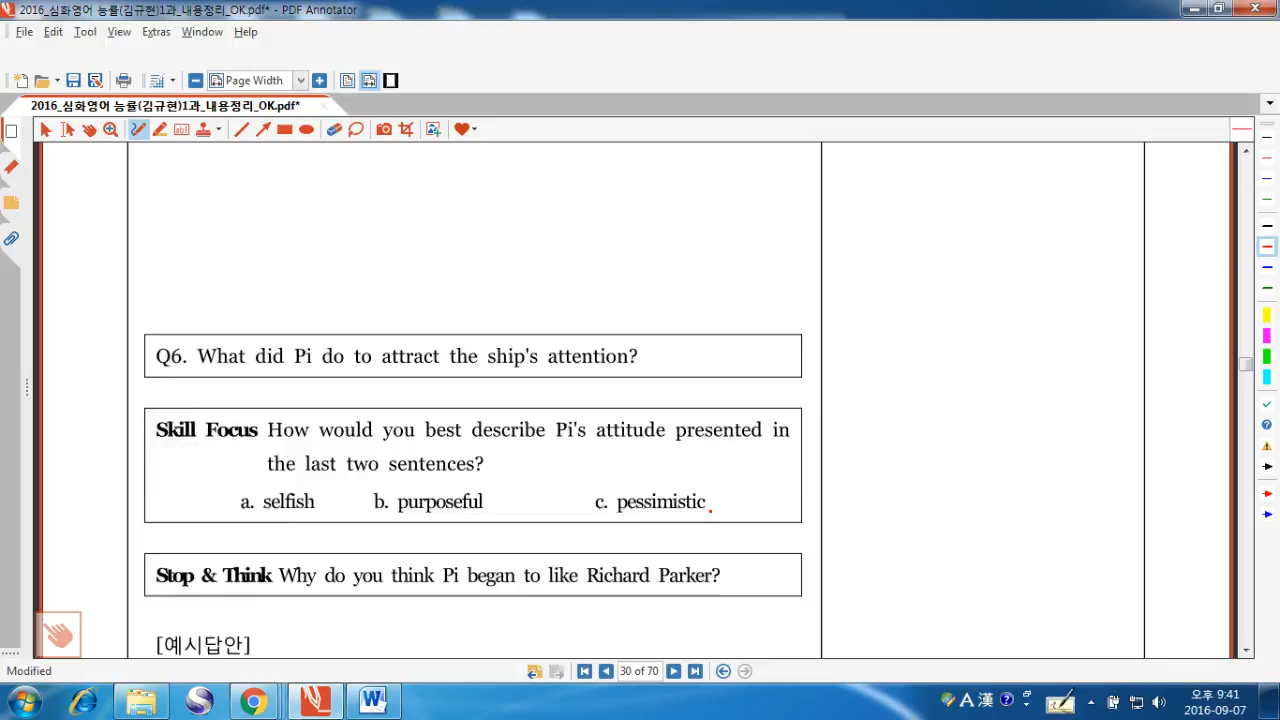 2016_심화영어 능률(김규현)1과_내용정리_OK.pdf* - PDF Annotator
File Edit Tool View Extras Window Help
Page Width
2016_심화영어 능률(김규현)1과_내용정리_OK.pdf*
Q6. What did Pi do to attract the ship's attention?
Skill Focus How would you best describe Pi's attitude presented in
the last two sentences?
a. selfish b. purposeful c. pessimistic
Stop & Think Why do you think Pi began to like Richard Parker?
[예시답안]
Modified
30 of 70
A 漢
오후 9:41
2016-09-07